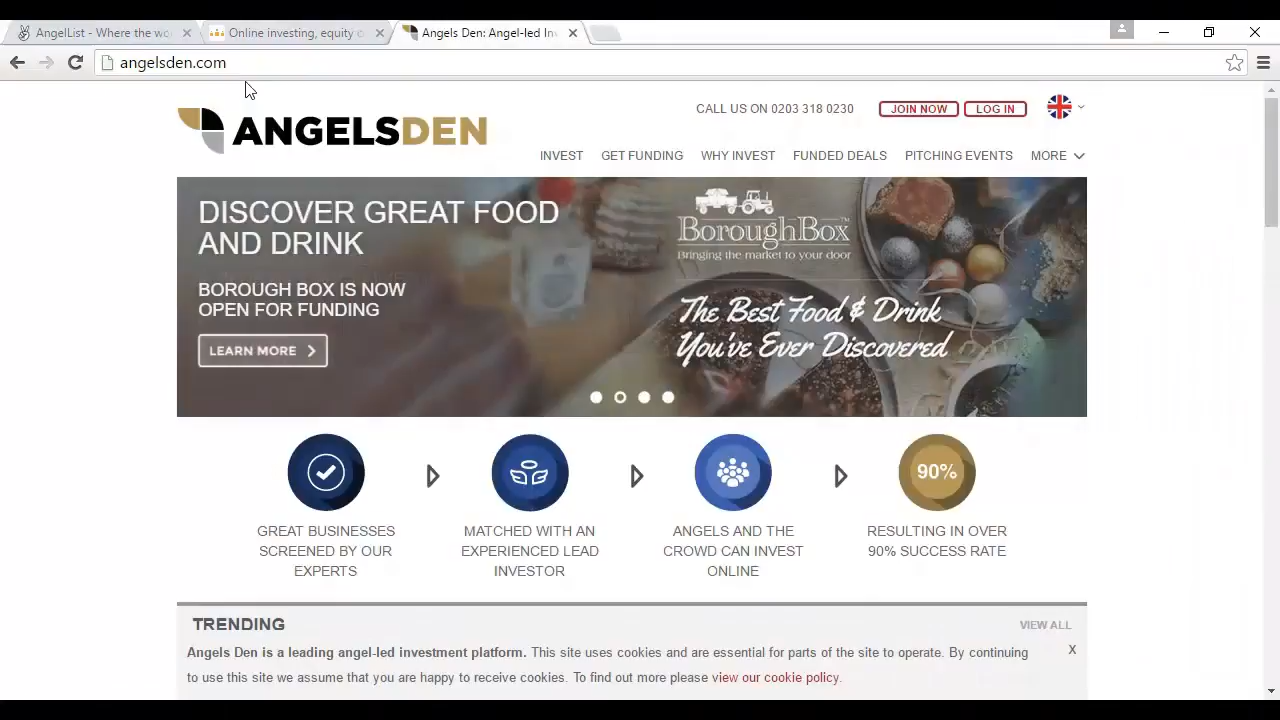 AngelList - Where the wo
Online investing, equity c
Angels Den: Angel-led In
angelsden.com
CALL US ON 0203 318 0230
JOIN NOW
LOG IN
ANGELSDEN
INVEST
GET FUNDING
WHY INVEST
FUNDED DEALS
PITCHING EVENTS
MORE
DISCOVER GREAT FOOD
AND DRINK
BOROUGH BOX IS NOW
OPEN FOR FUNDING
LEARN MORE
BoroughBox™
Bringing the market to your door
The Best Food & Drink
You've Ever Discovered
90%
GREAT BUSINESSES
SCREENED BY OUR
EXPERTS
MATCHED WITH AN
EXPERIENCED LEAD
INVESTOR
ANGELS AND THE
CROWD CAN INVEST
ONLINE
RESULTING IN OVER
90% SUCCESS RATE
TRENDING
VIEW ALL
Angels Den is a leading angel-led investment platform. This site uses cookies and are essential for parts of the site to operate. By continuing
X
to use this site we assume that you are happy to receive cookies. To find out more please view our cookie policy.